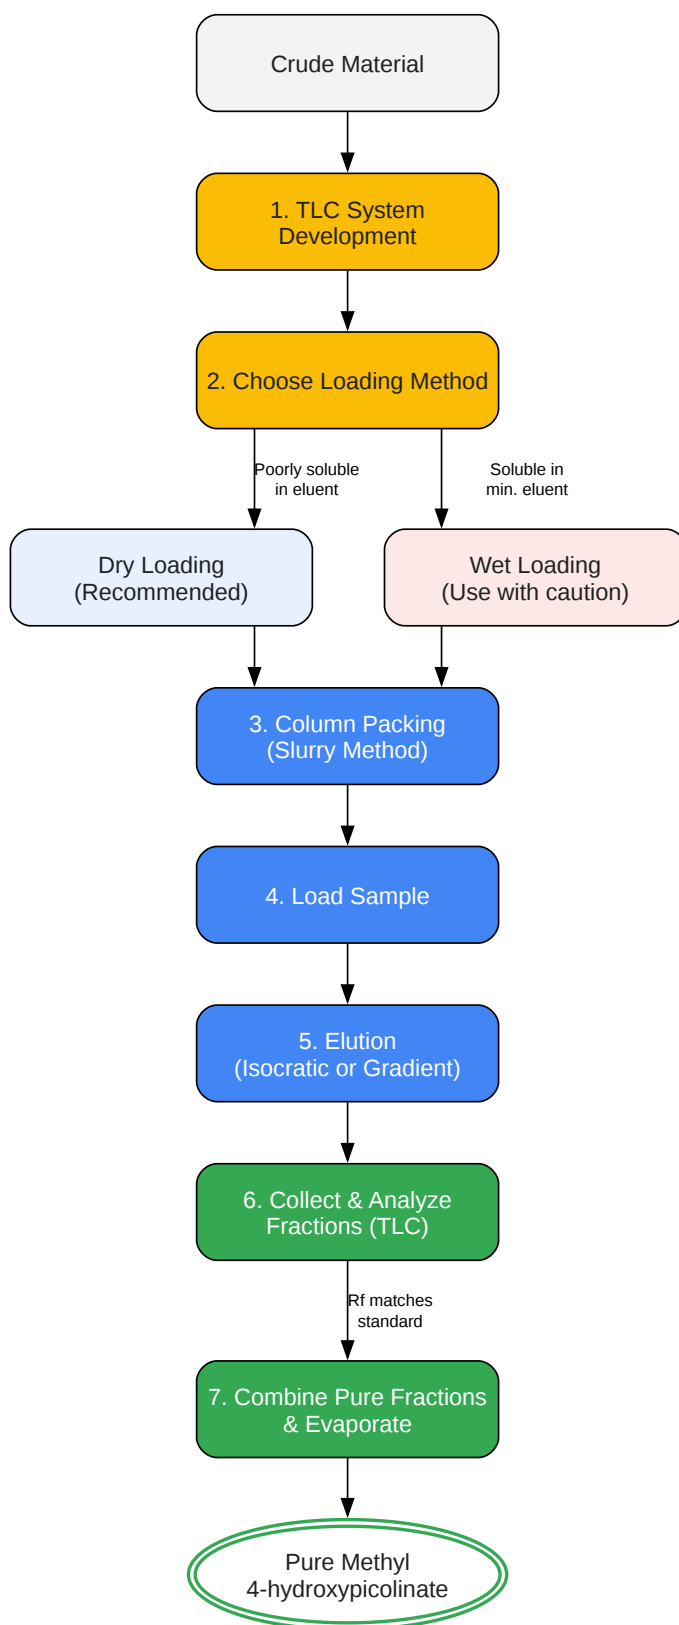 Crude Material
1. TLC System
Development
2. Choose Loading Method
Poorly soluble
in eluent
Soluble in
min. eluent
Dry Loading
(Recommended)
Wet Loading
(Use with caution)
3. Column Packing
(Slurry Method)
4. Load Sample
5. Elution
(Isocratic or Gradient)
6. Collect & Analyze
Fractions (TLC)
Rf matches
standard
7. Combine Pure Fractions
& Evaporate
Pure Methyl
4-hydroxypicolinate